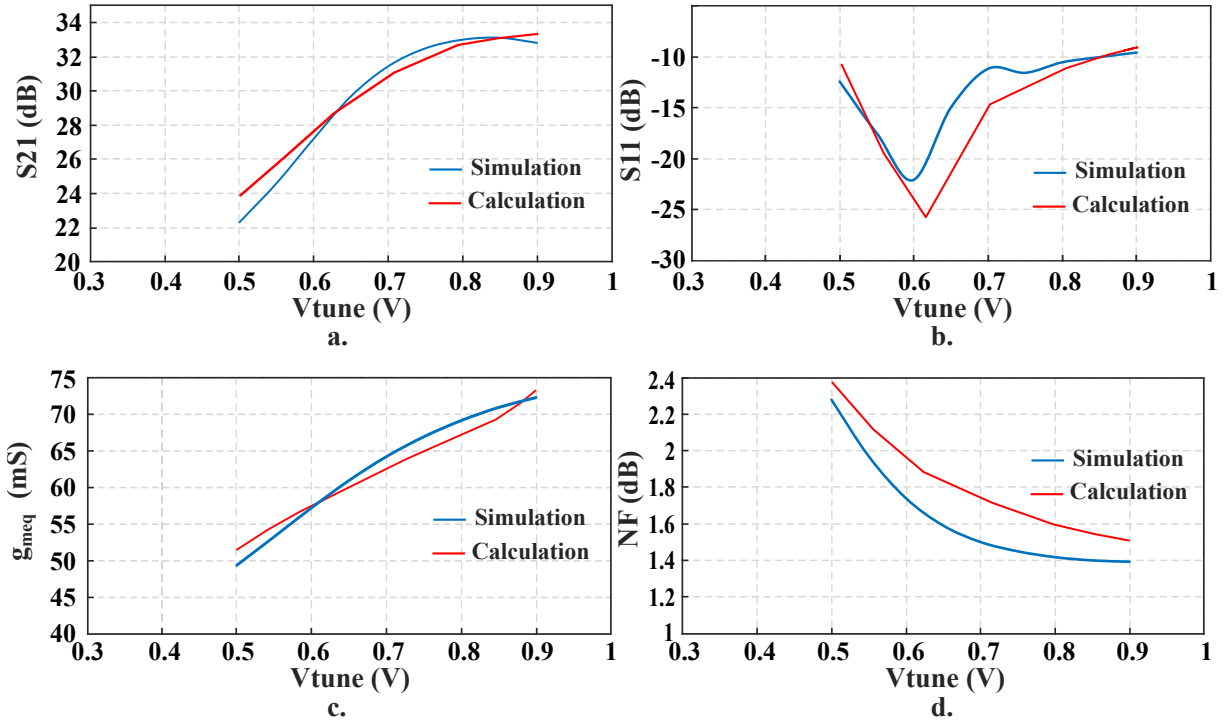 34
32
30
28
26
24
22
20
S21 (dB)
Simulation
Calculation
0.3 0.4 0.5 0.6 0.7 0.8 0.9 1
Vtune (V)
a.
-10
-15
-20
-25
-30
S11 (dB)
Simulation
Calculation
0.3 0.4 0.5 0.6 0.7 0.8 0.9 1
Vtune (V)
b.
75
70
65
60
55
50
45
40
gmeq (mS)
Simulation
Calculation
0.3 0.4 0.5 0.6 0.7 0.8 0.9 1
Vtune (V)
c.
2.4
2.2
2
1.8
1.6
1.4
1.2
1
NF (dB)
Simulation
Calculation
0.3 0.4 0.5 0.6 0.7 0.8 0.9 1
Vtune (V)
d.